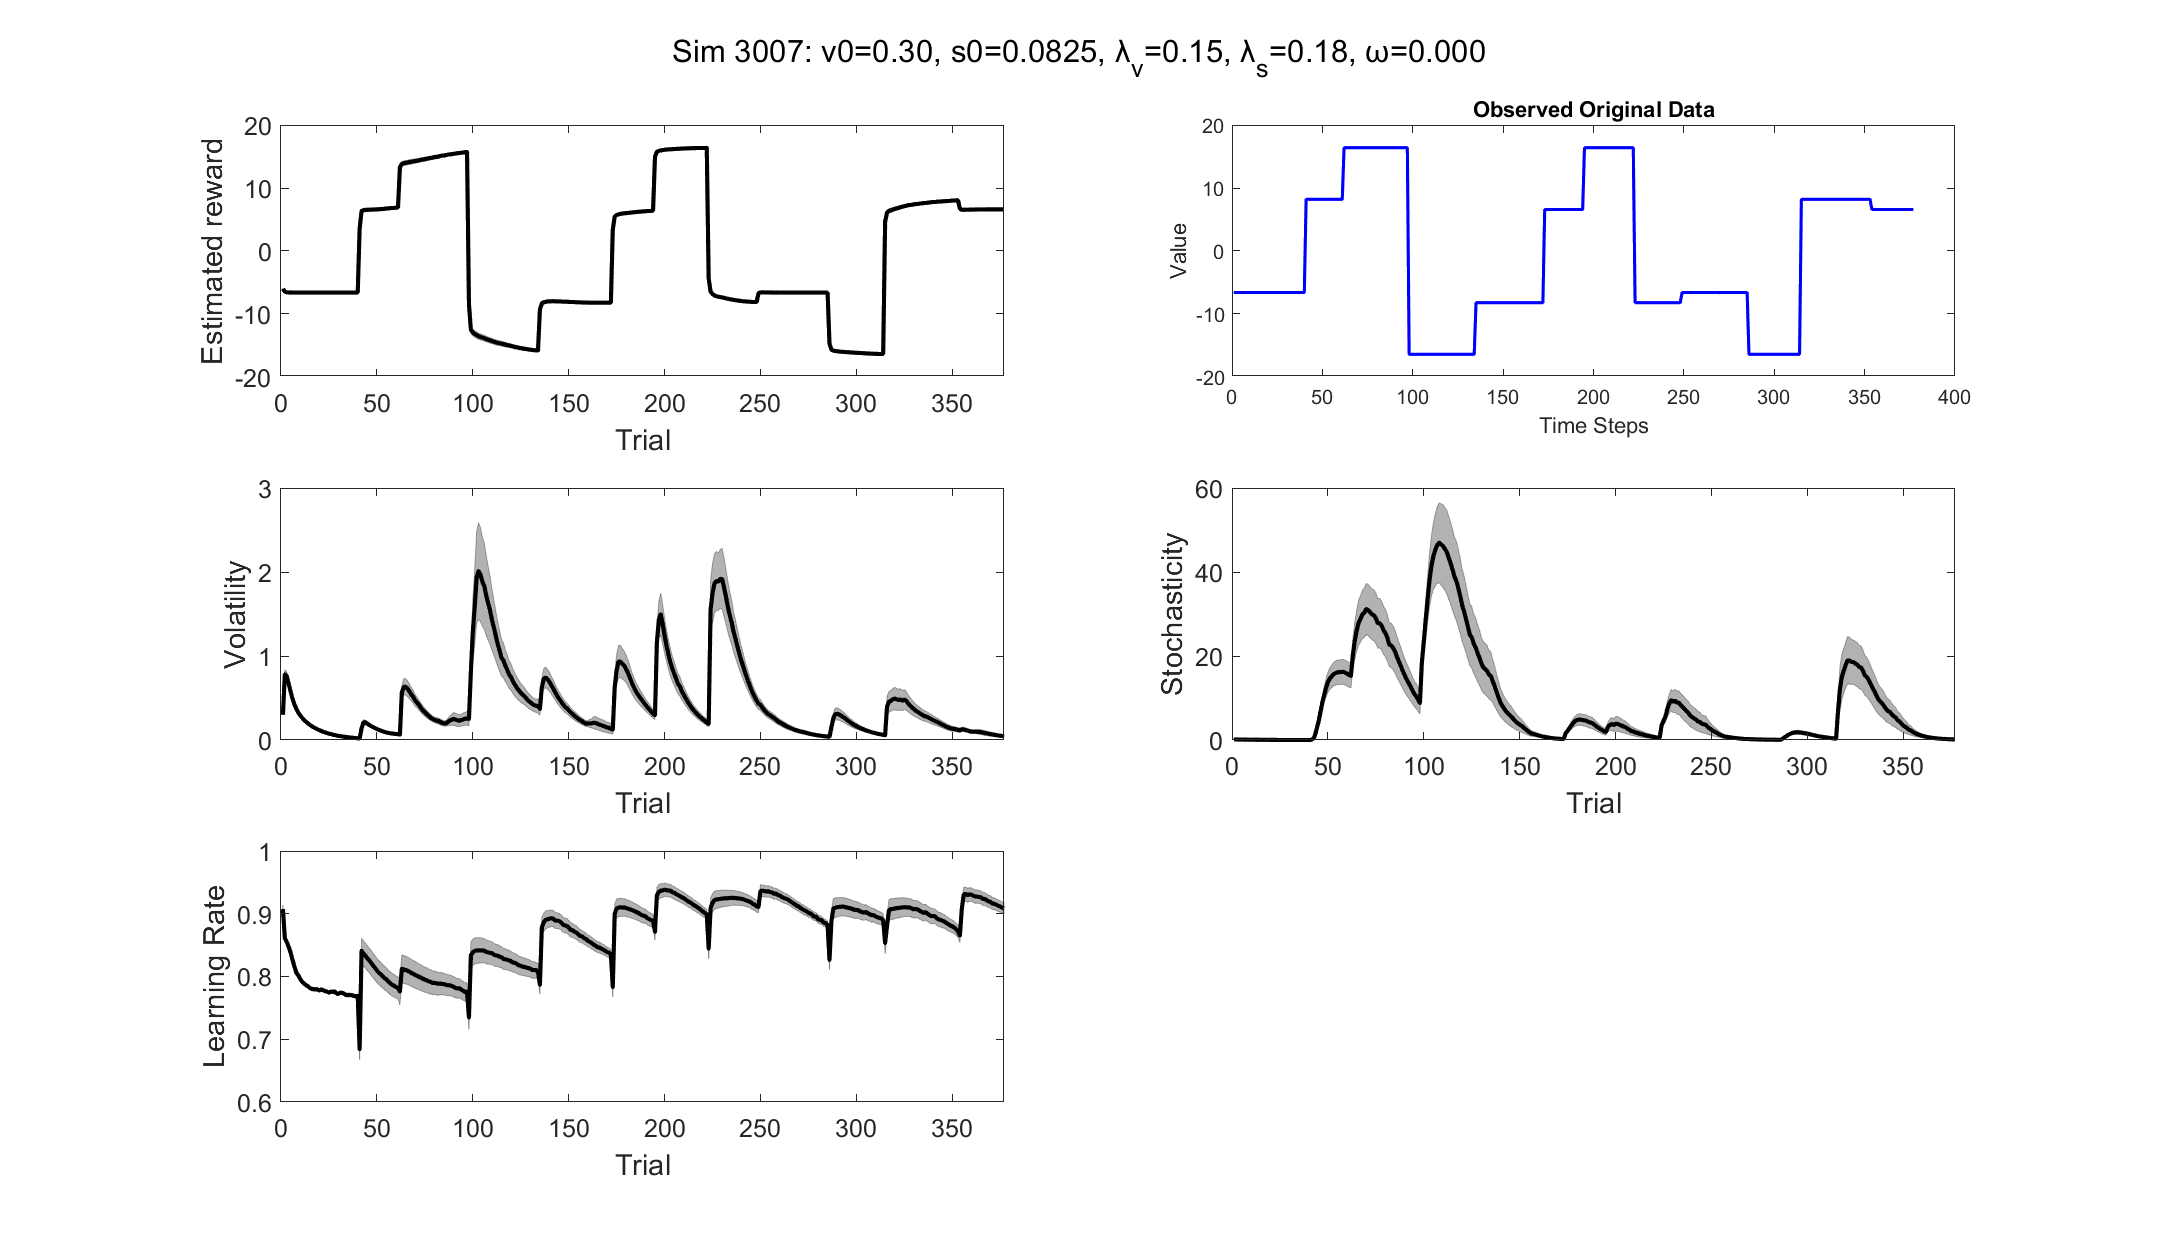 Sim 3007: v0=0.30, s0=0.0825, λv=0.15, λs=0.18, ω=0.000
Estimated reward
20
10
0
-10
-20
0 50 100 150 200 250 300 350
Trial
Observed Original Data
Value
20
10
0
-10
-20
0 50 100 150 200 250 300 350 400
Time Steps
Volatility
3
2
1
0
0 50 100 150 200 250 300 350
Trial
Stochasticity
60
40
20
0
0 50 100 150 200 250 300 350
Trial
Learning Rate
1
0.9
0.8
0.7
0.6
0 50 100 150 200 250 300 350
Trial